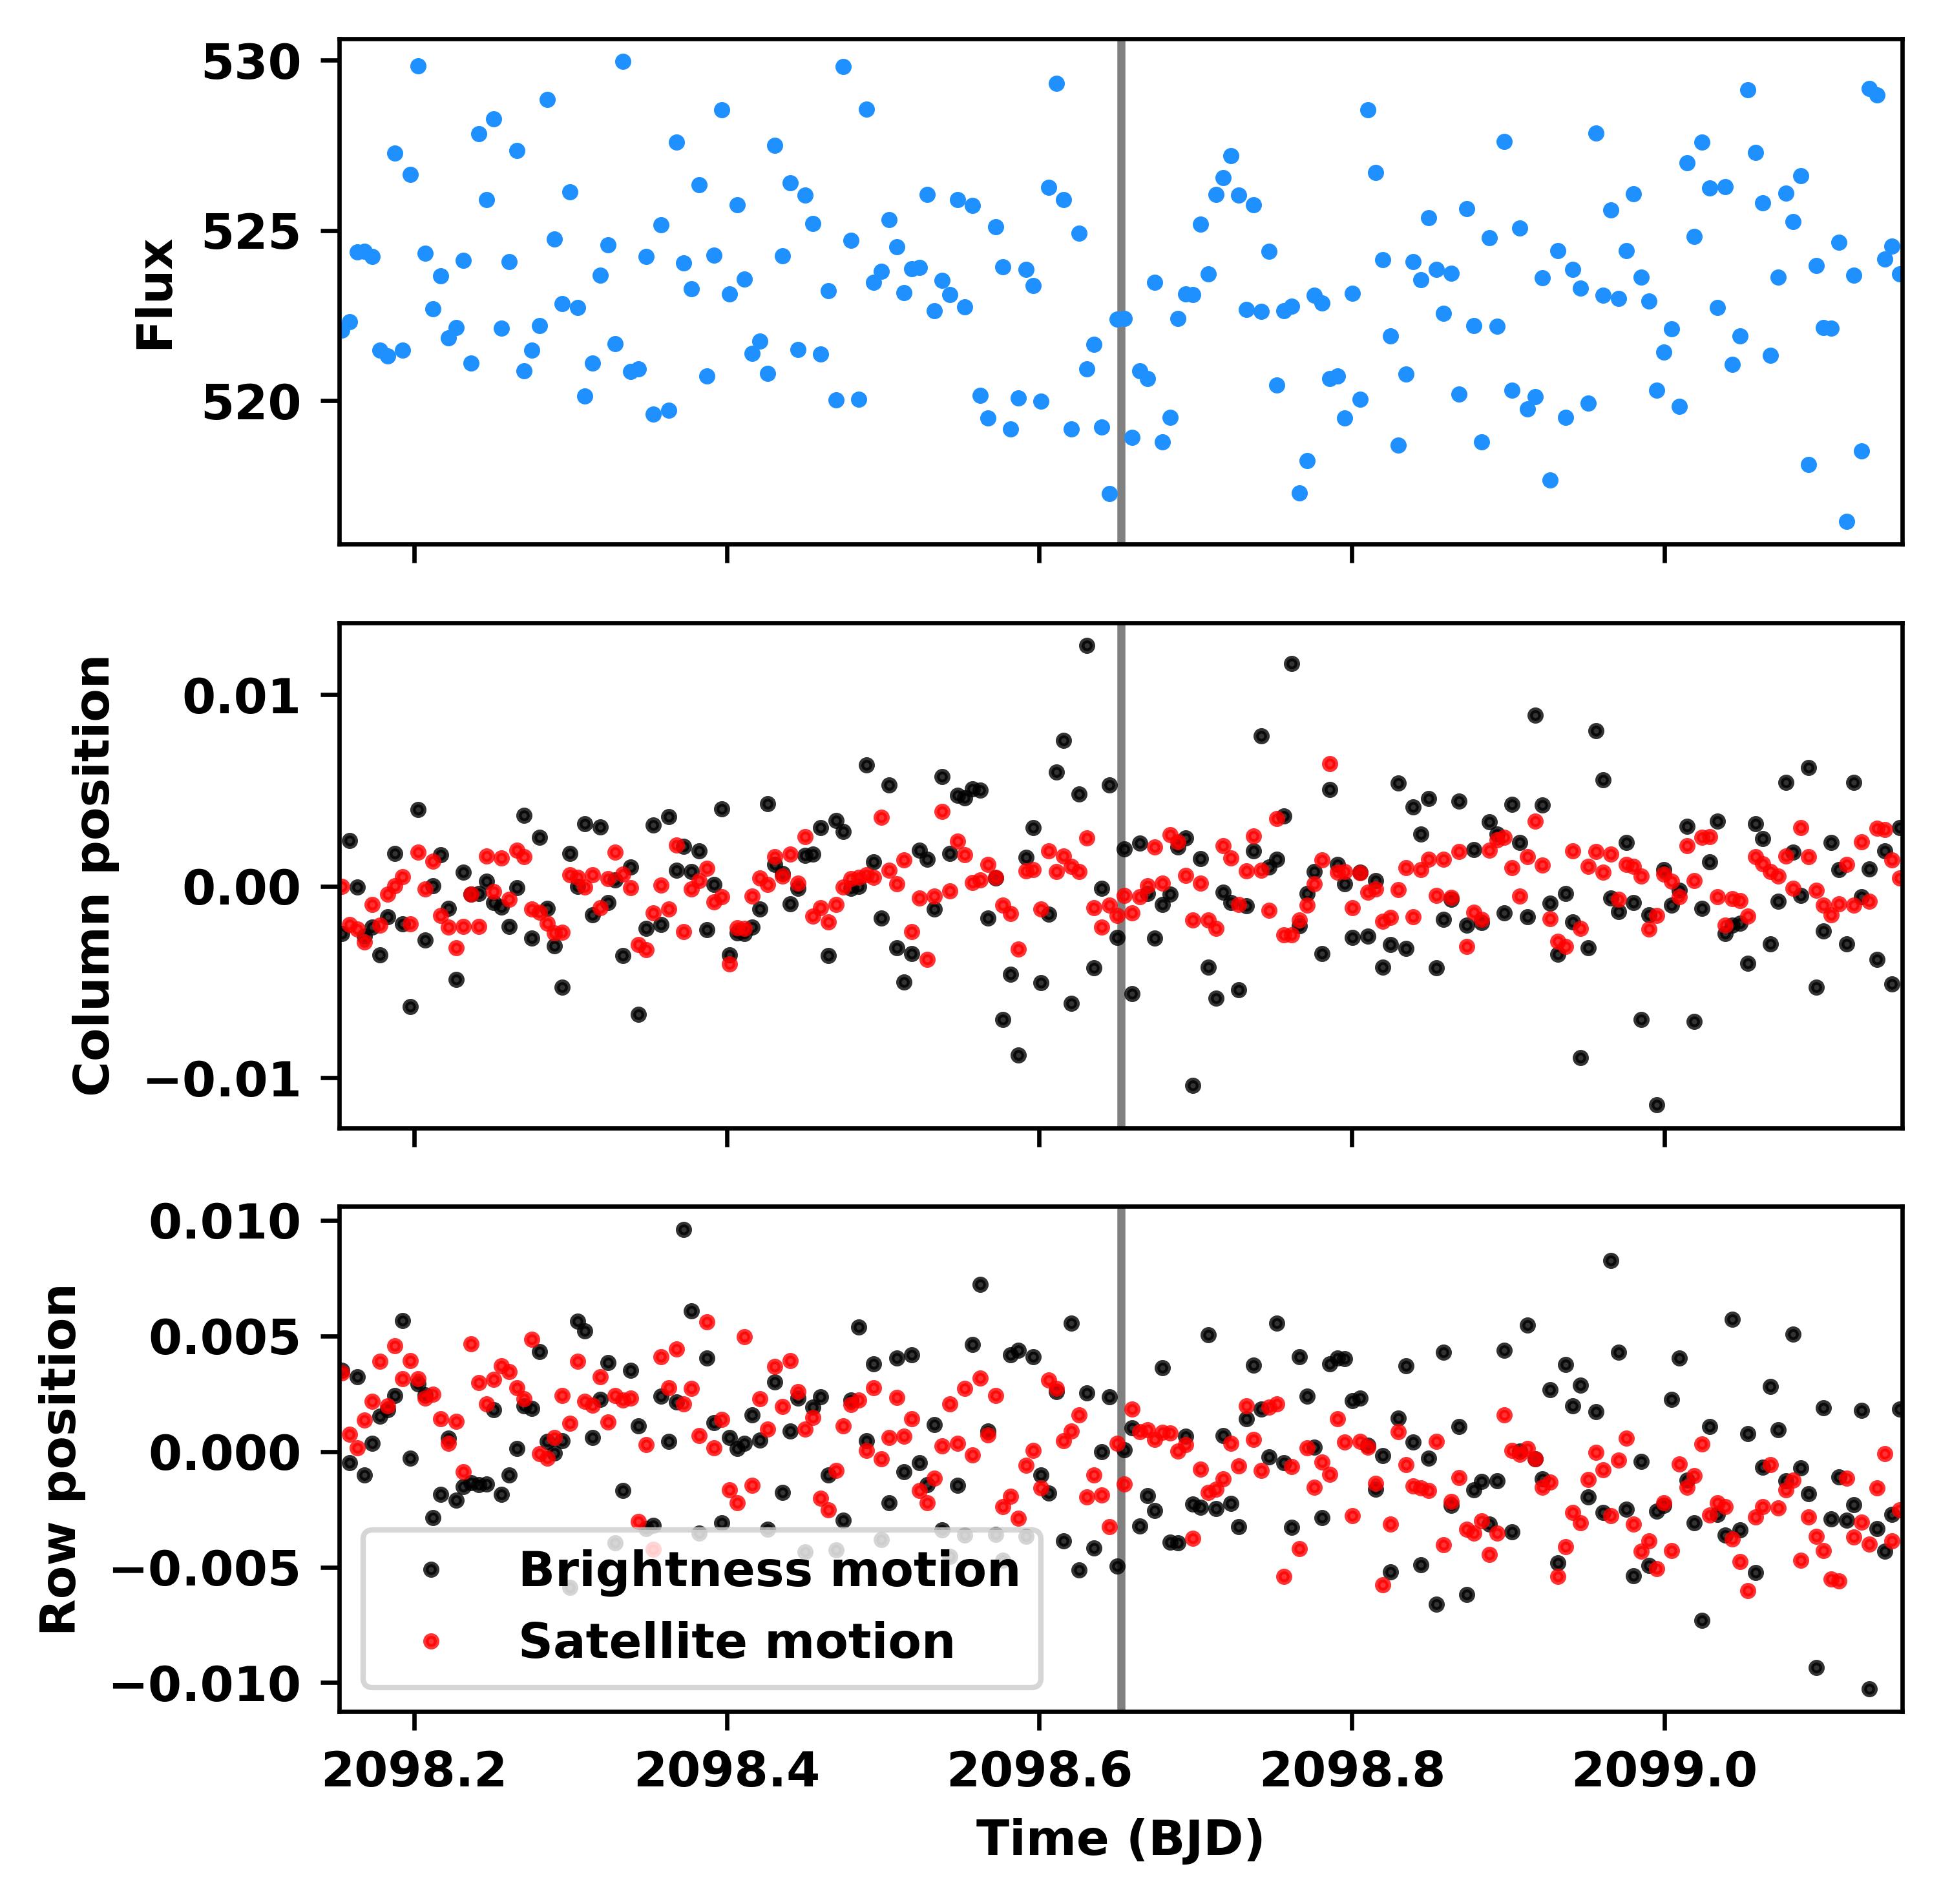 530
525
520
Flux
0.01
0.00
−0.01
Column position
0.010
0.005
0.000
−0.005
−0.010
Row position
Brightness motion
Satellite motion
2098.2 2098.4 2098.6 2098.8 2099.0
Time (BJD)